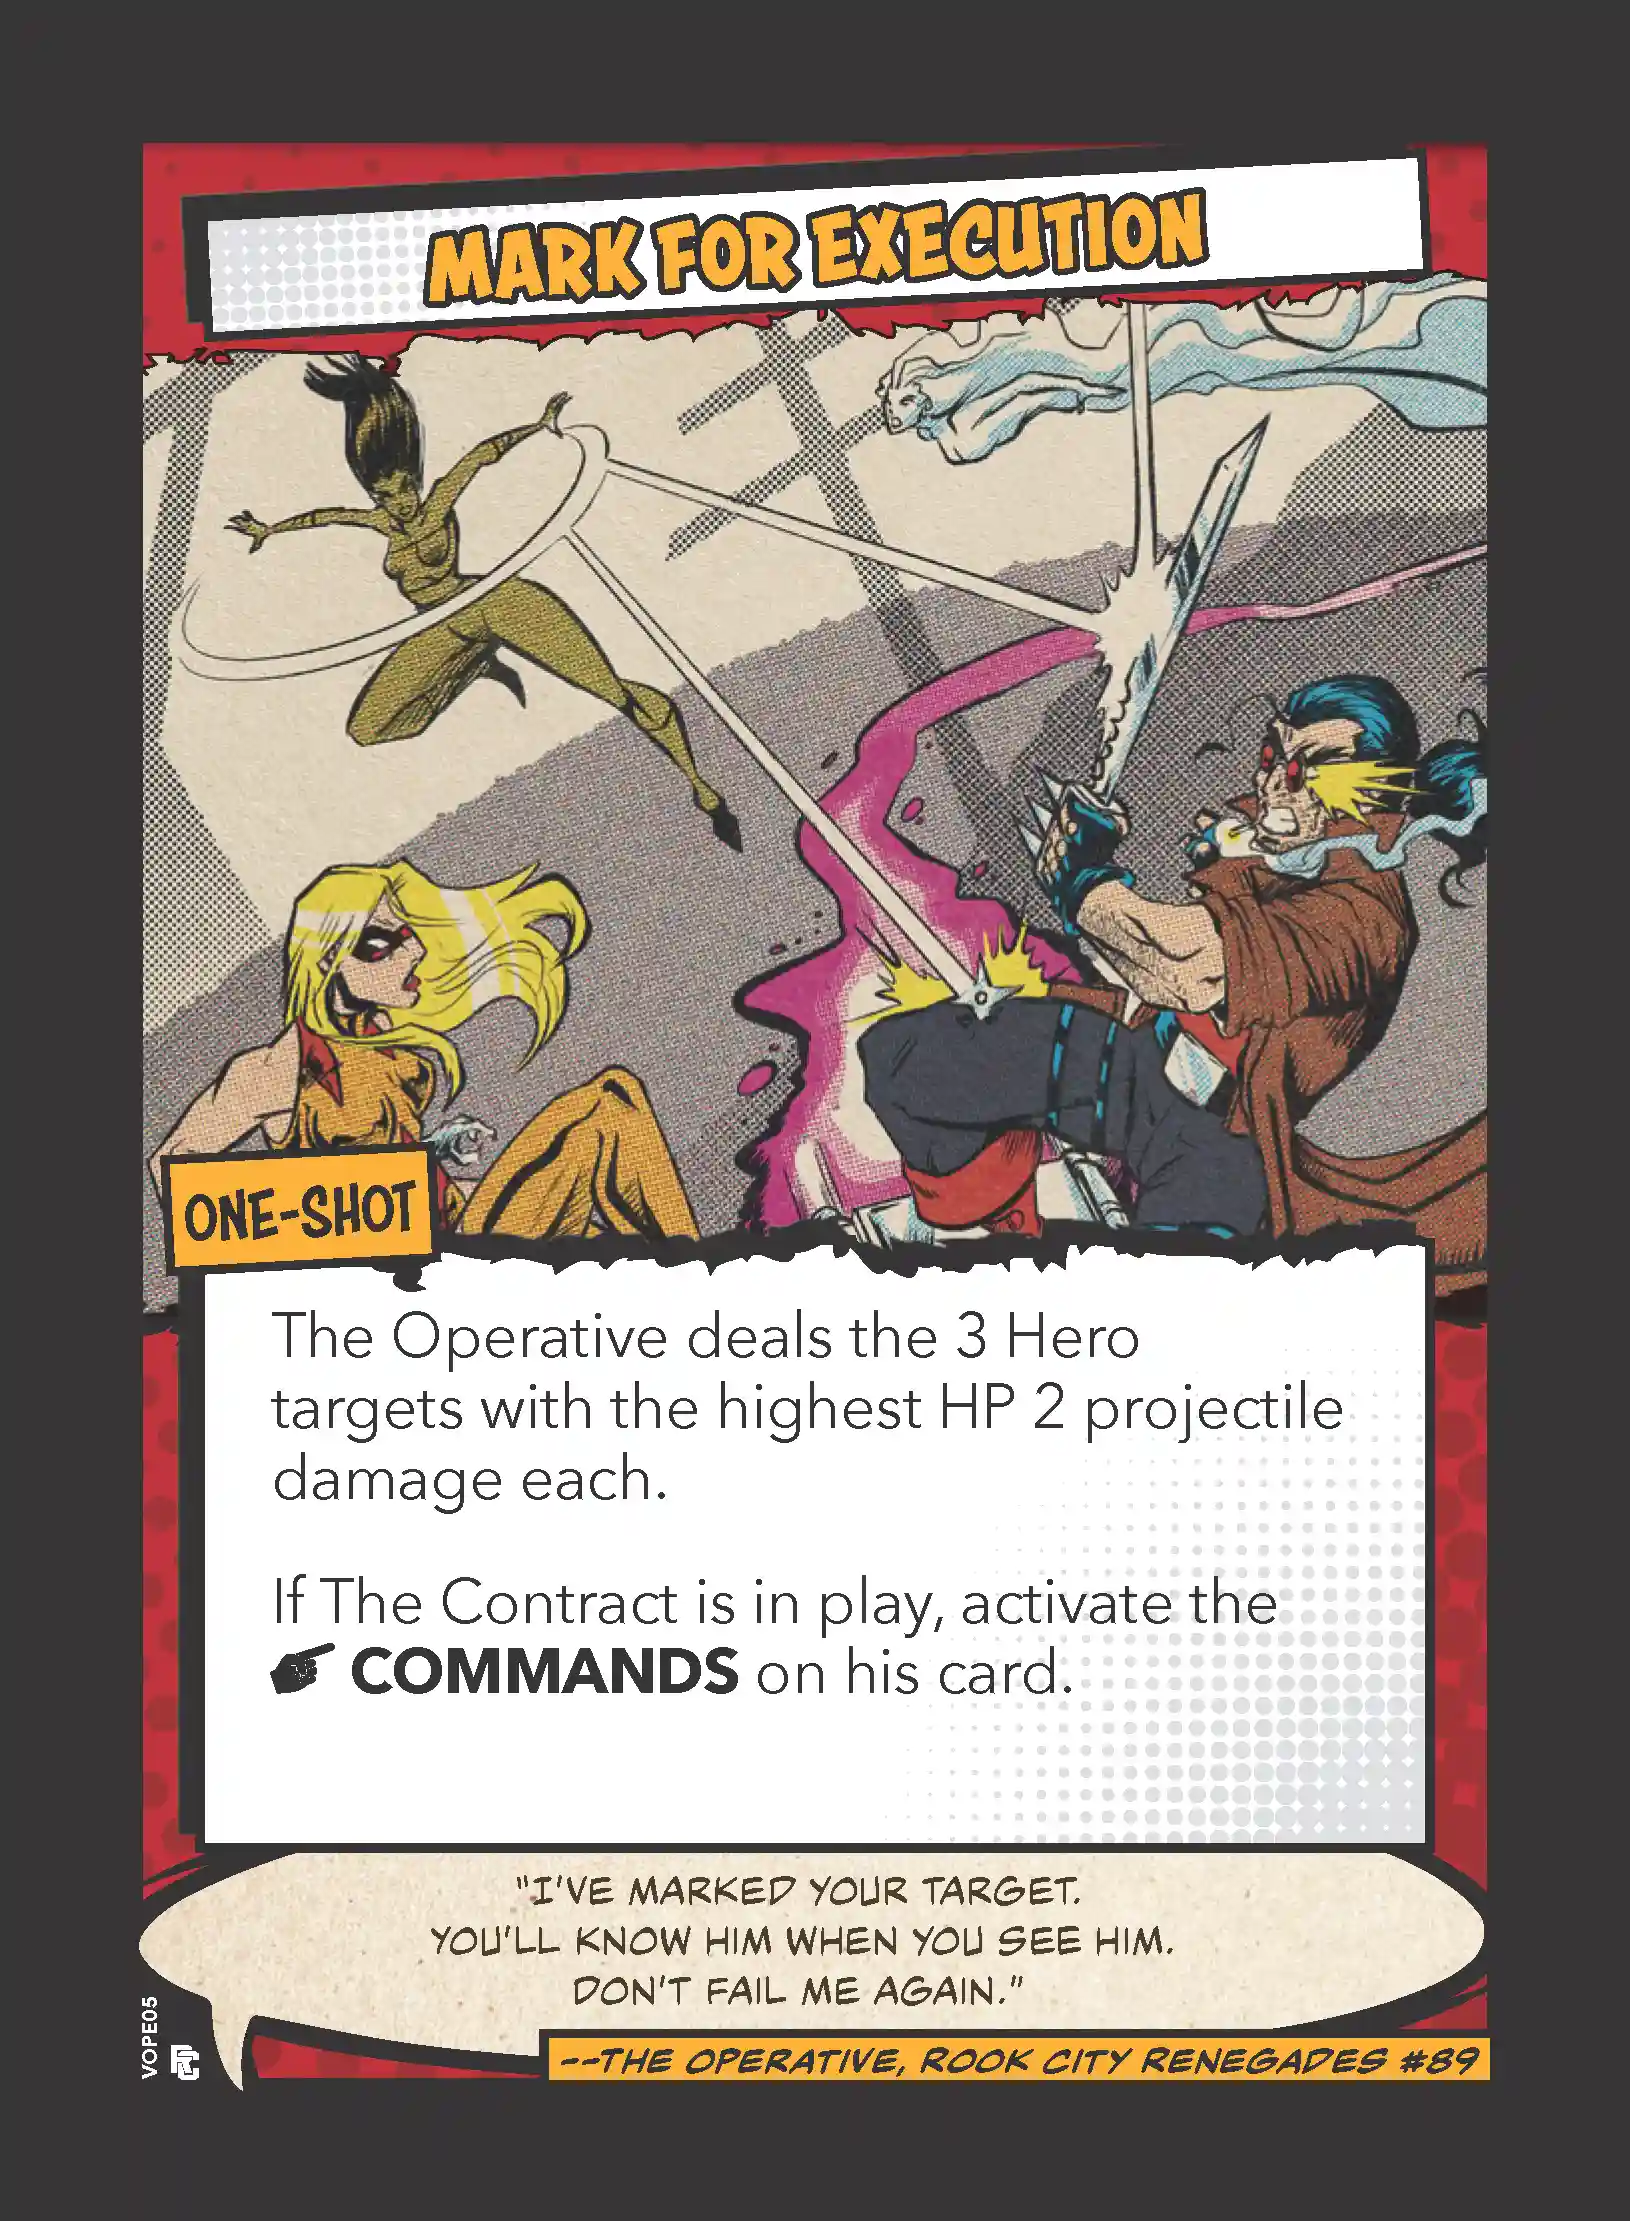 MARK FOR EXECUTION
ONE-SHOT
The Operative deals the 3 Hero
targets with the highest HP 2 projectile
damage each.
If The Contract is in play, activate the
COMMANDS on his card.
"I'VE MARKED YOUR TARGET.
YOU'LL KNOW HIM WHEN YOU SEE HIM.
DON'T FAIL ME AGAIN."
--THE OPERATIVE, ROOK CITY RENEGADES #89
VOPE05